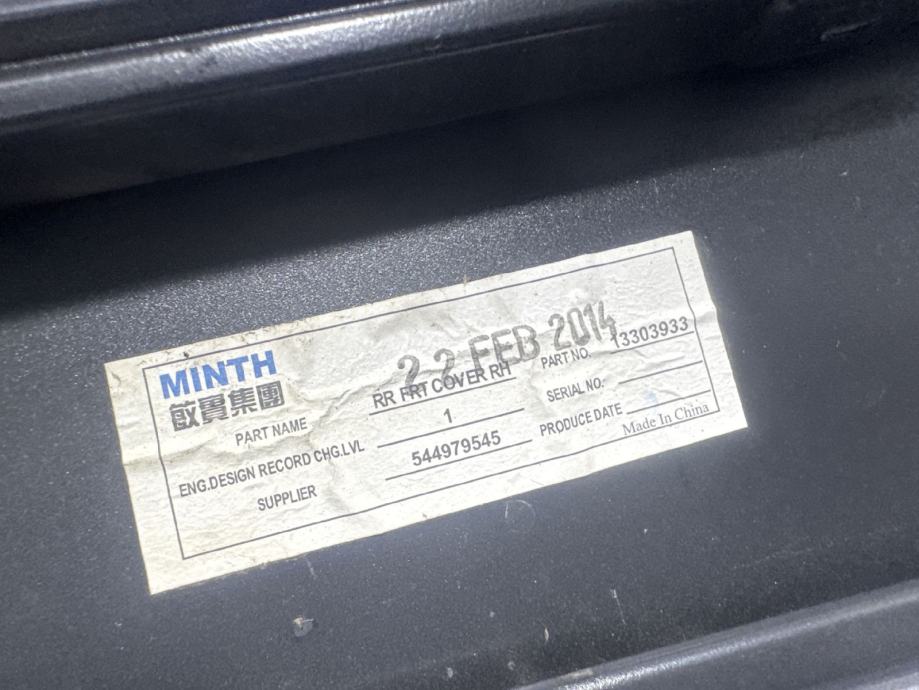 MINTH
敏實集團
22 FEB 2014
PART NAME RR FRT COVER RH PART NO. 13303933
ENG.DESIGN RECORD CHG.LVL 1 SERIAL NO.
SUPPLIER 544979545 PRODUCE DATE
Made In China